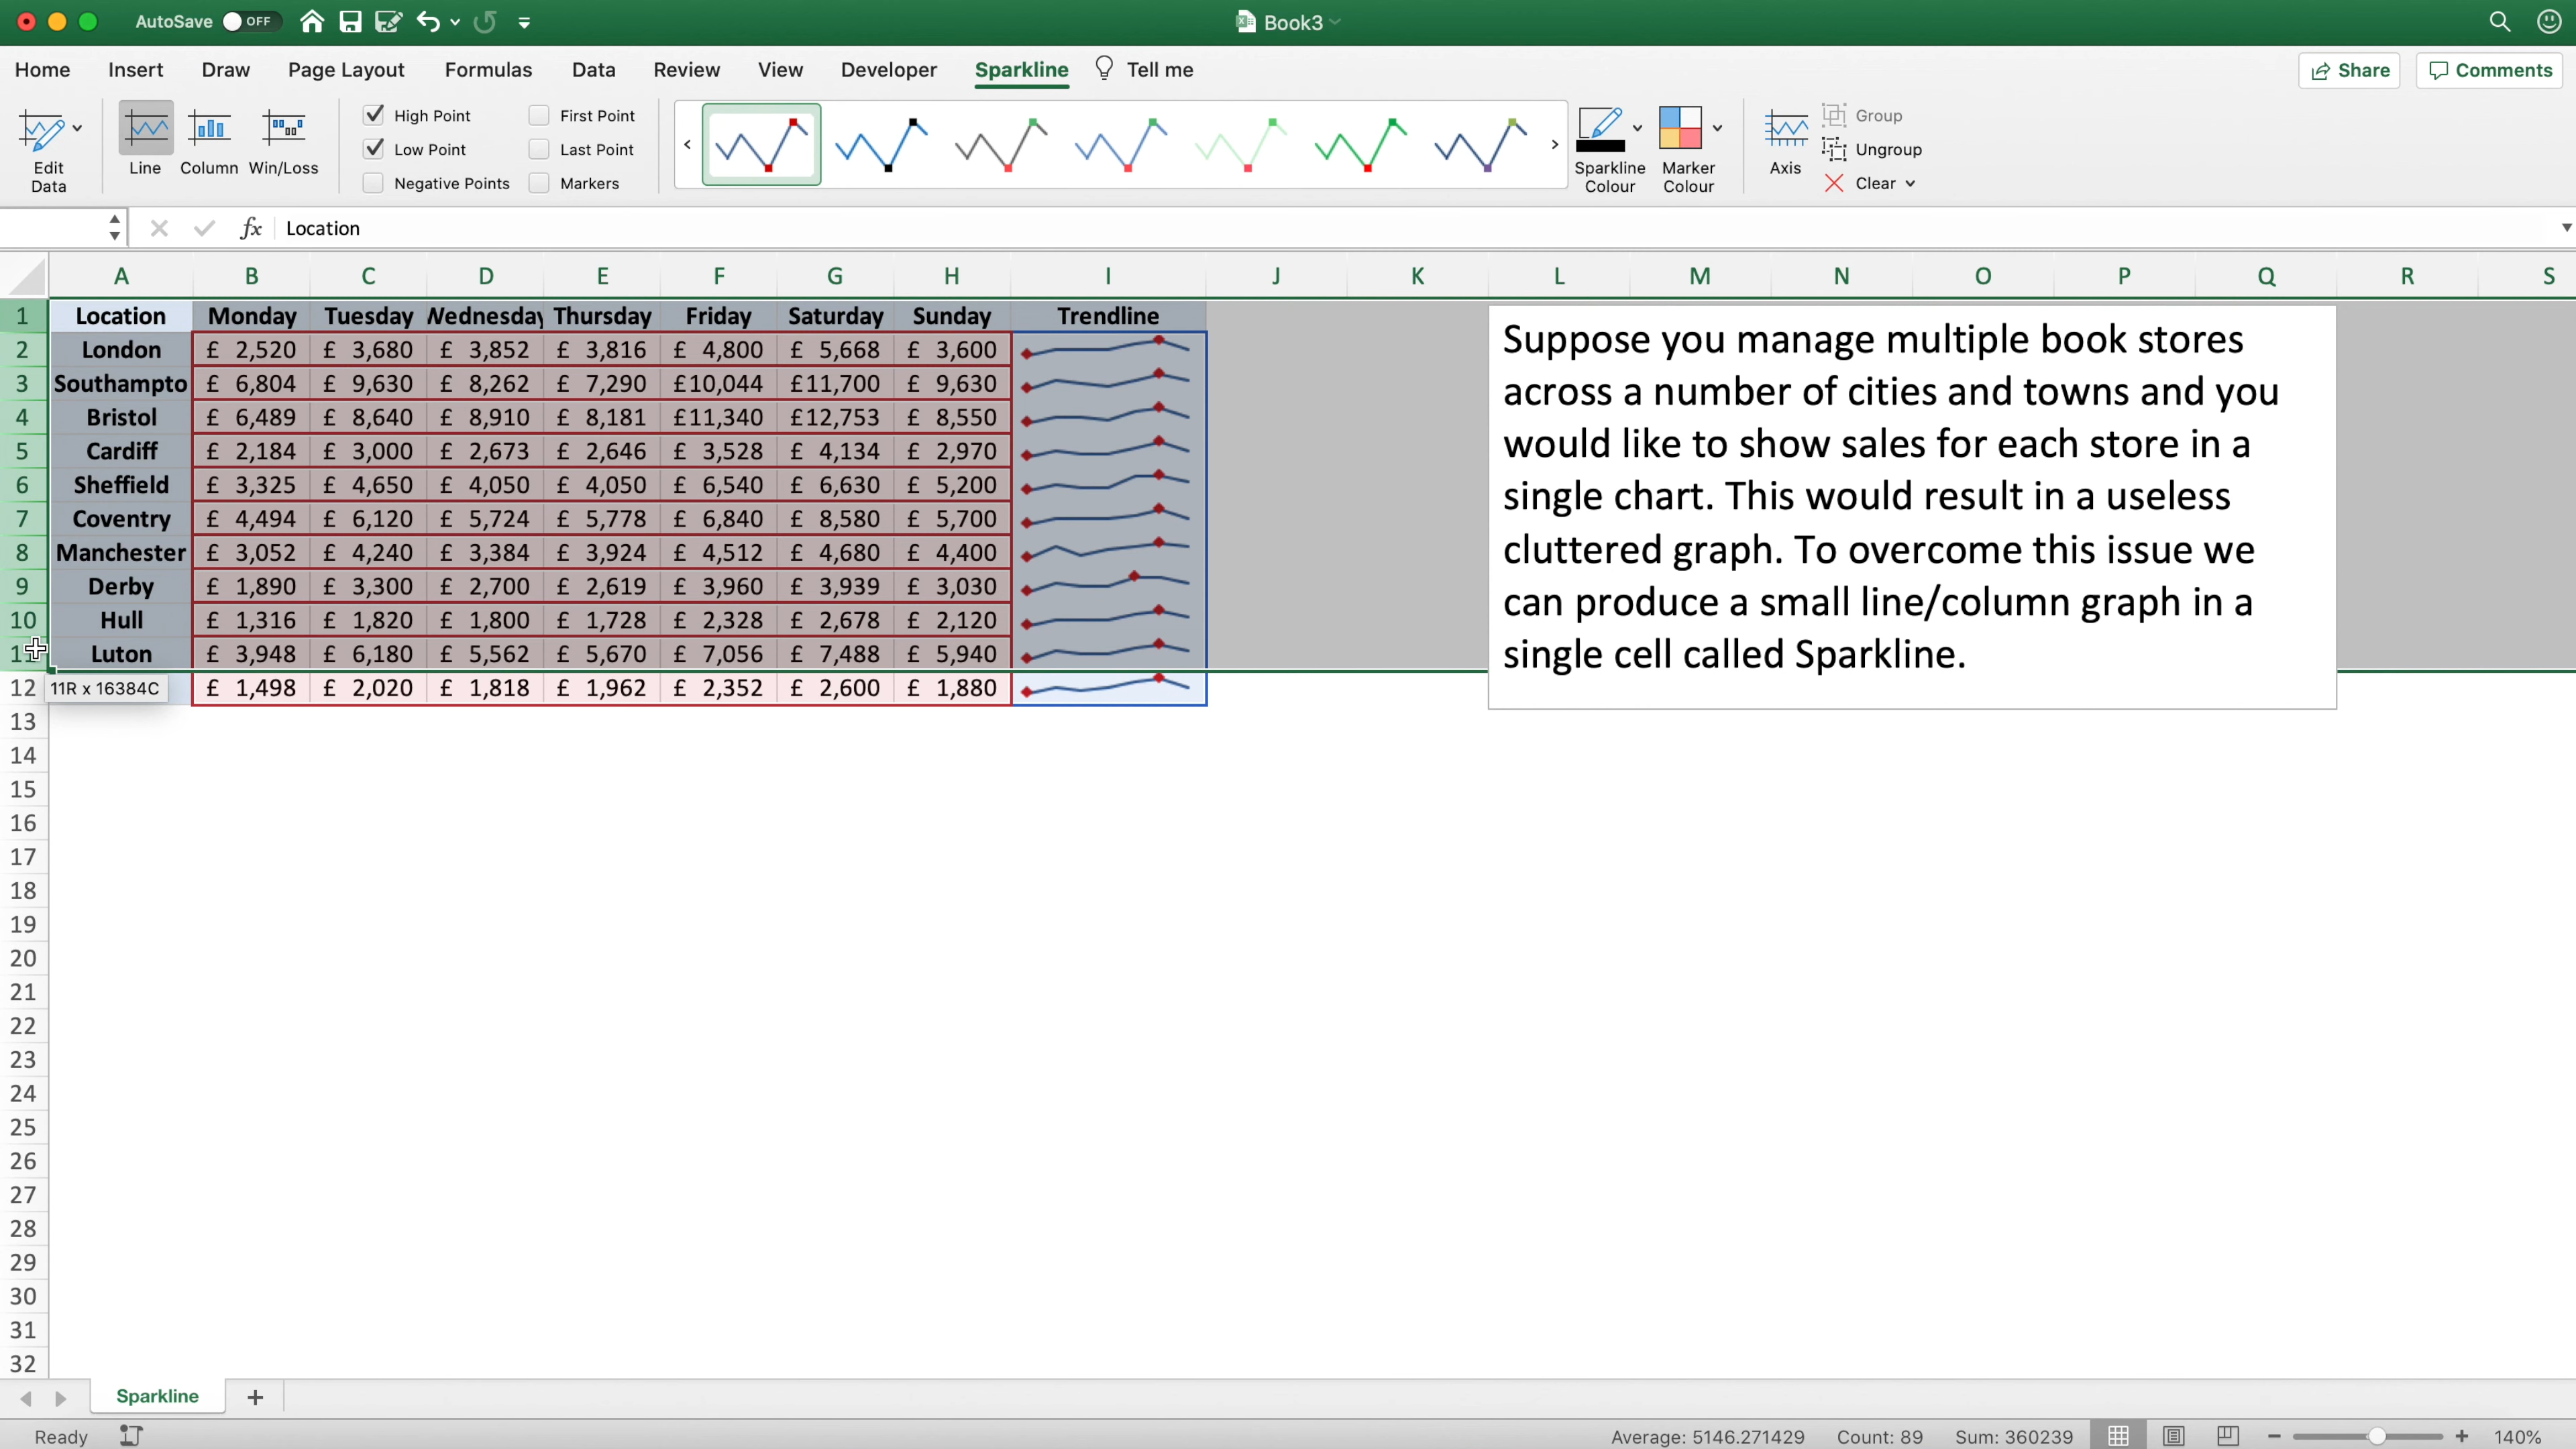 AutoSave OFF Book3
Home Insert Draw Page Layout Formulas Data Review View Developer Sparkline Tell me Share Comments
Edit Data Line Column Win/Loss
High Point First Point
Low Point Last Point
Negative Points Markers
Sparkline Colour Marker Colour Axis
Group
Ungroup
Clear
fx Location
A B C D E F G H I J K L M N O P Q R S
1 Location Monday Tuesday Wednesday Thursday Friday Saturday Sunday Trendline
2 London £ 2,520 £ 3,680 £ 3,852 £ 3,816 £ 4,800 £ 5,668 £ 3,600
3 Southampto £ 6,804 £ 9,630 £ 8,262 £ 7,290 £10,044 £11,700 £ 9,630
4 Bristol £ 6,489 £ 8,640 £ 8,910 £ 8,181 £11,340 £12,753 £ 8,550
5 Cardiff £ 2,184 £ 3,000 £ 2,673 £ 2,646 £ 3,528 £ 4,134 £ 2,970
6 Sheffield £ 3,325 £ 4,650 £ 4,050 £ 4,050 £ 6,540 £ 6,630 £ 5,200
7 Coventry £ 4,494 £ 6,120 £ 5,724 £ 5,778 £ 6,840 £ 8,580 £ 5,700
8 Manchester £ 3,052 £ 4,240 £ 3,384 £ 3,924 £ 4,512 £ 4,680 £ 4,400
9 Derby £ 1,890 £ 3,300 £ 2,700 £ 2,619 £ 3,960 £ 3,939 £ 3,030
10 Hull £ 1,316 £ 1,820 £ 1,800 £ 1,728 £ 2,328 £ 2,678 £ 2,120
11 Luton £ 3,948 £ 6,180 £ 5,562 £ 5,670 £ 7,056 £ 7,488 £ 5,940
12 11R x 16384C £ 1,498 £ 2,020 £ 1,818 £ 1,962 £ 2,352 £ 2,600 £ 1,880
Suppose you manage multiple book stores
across a number of cities and towns and you
would like to show sales for each store in a
single chart. This would result in a useless
cluttered graph. To overcome this issue we
can produce a small line/column graph in a
single cell called Sparkline.
13
14
15
16
17
18
19
20
21
22
23
24
25
26
27
28
29
30
31
32
Sparkline
Ready Average: 5146.271429 Count: 89 Sum: 360239 140%